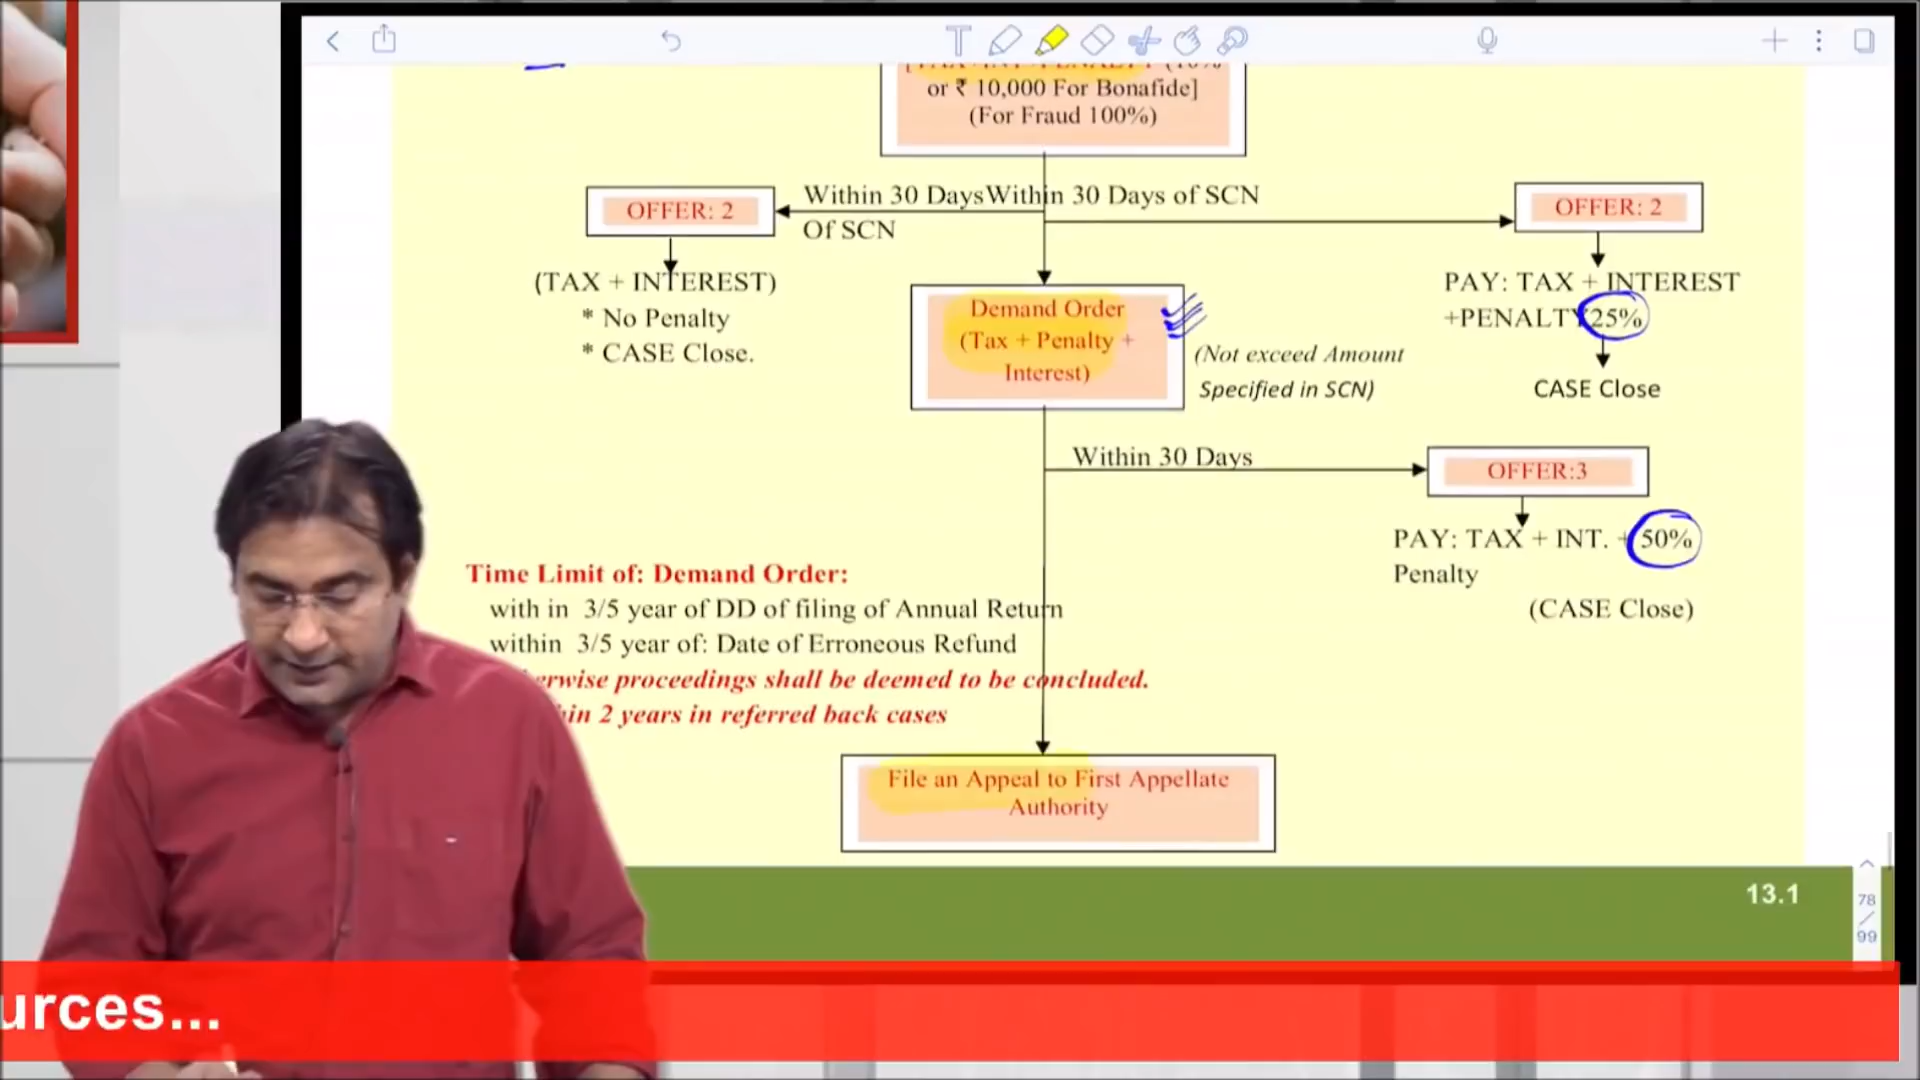 or ₹ 10,000 For Bonafide]
(For Fraud 100%)
Within 30 DaysWithin 30 Days of SCN
Of SCN
OFFER: 2
OFFER: 2
(TAX + INTEREST)
* No Penalty
* CASE Close.
PAY: TAX + INTEREST
+PENALTY 25%
CASE Close
Demand Order
(Tax + Penalty +
Interest)
(Not exceed Amount
Specified in SCN)
Within 30 Days
OFFER:3
PAY: TAX + INT. + 50%
Penalty
(CASE Close)
Time Limit of: Demand Order:
with in 3/5 year of DD of filing of Annual Return
within 3/5 year of: Date of Erroneous Refund
proceedings shall be deemed to be concluded.
2 years in referred back cases
File an Appeal to First Appellate
Authority
13.1
78
/
99
urces...